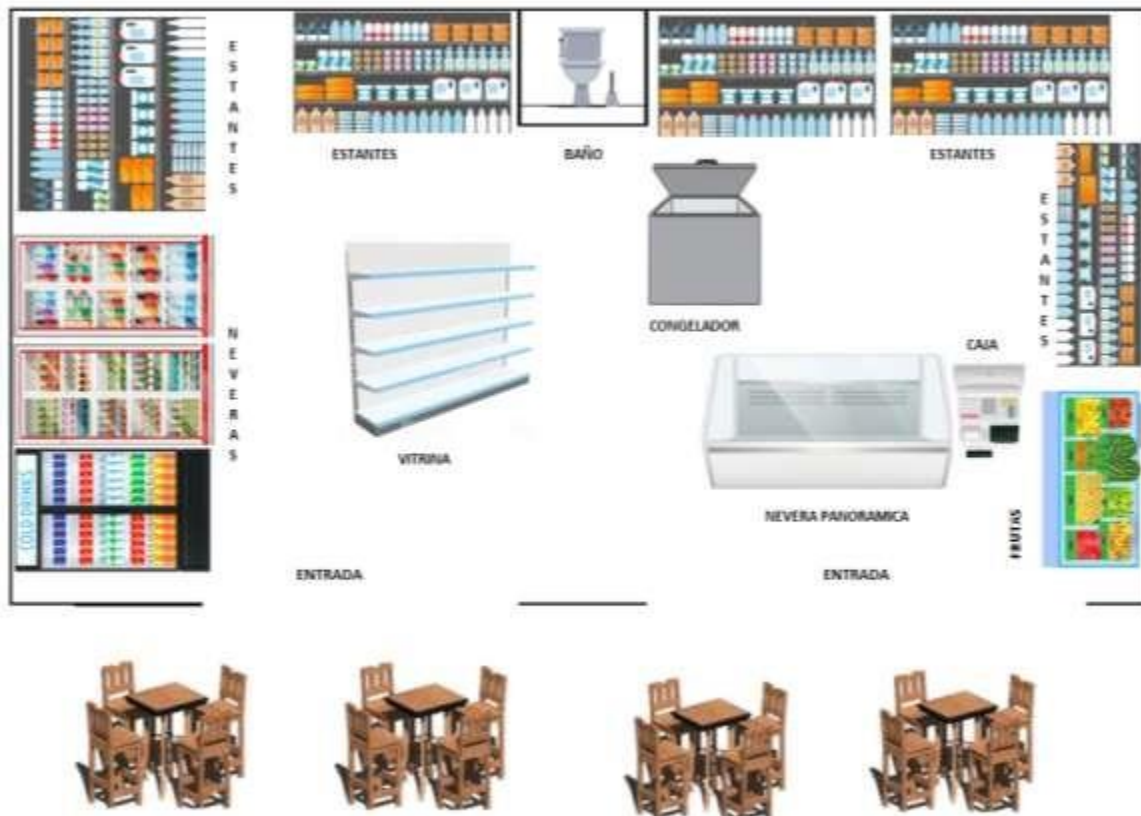 ESTANTES
ESTANTES
BAÑO
ESTANTES
ESTANTES
CONGELADOR
CAJA
NEVERAS
VITRINA
COLD DRINKS
NEVERA PANORAMICA
FRUTAS
ENTRADA
ENTRADA